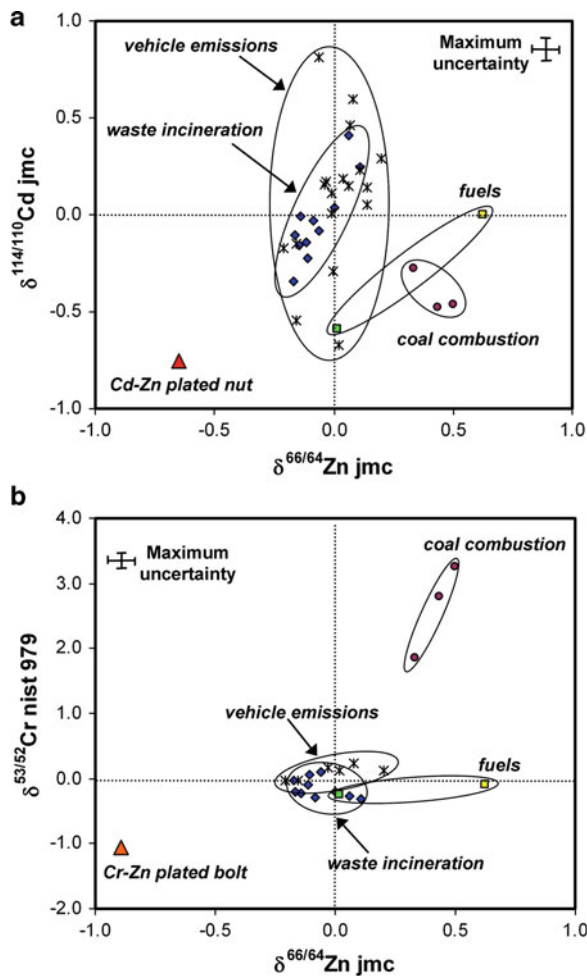 a
vehicle emissions
Maximum
uncertainty
waste incineration
fuels
coal combustion
Cd-Zn plated nut
1.0
0.5
0.0
-0.5
-1.0
δ114/110Cd jmc
-1.0 -0.5 0.0 0.5 1.0
δ66/64Zn jmc
b
Maximum
uncertainty
coal combustion
vehicle emissions
fuels
waste incineration
Cr-Zn plated bolt
4.0
3.0
2.0
1.0
0.0
-1.0
-2.0
δ53/52Cr nist 979
-1.0 -0.5 0.0 0.5 1.0
δ66/64Zn jmc